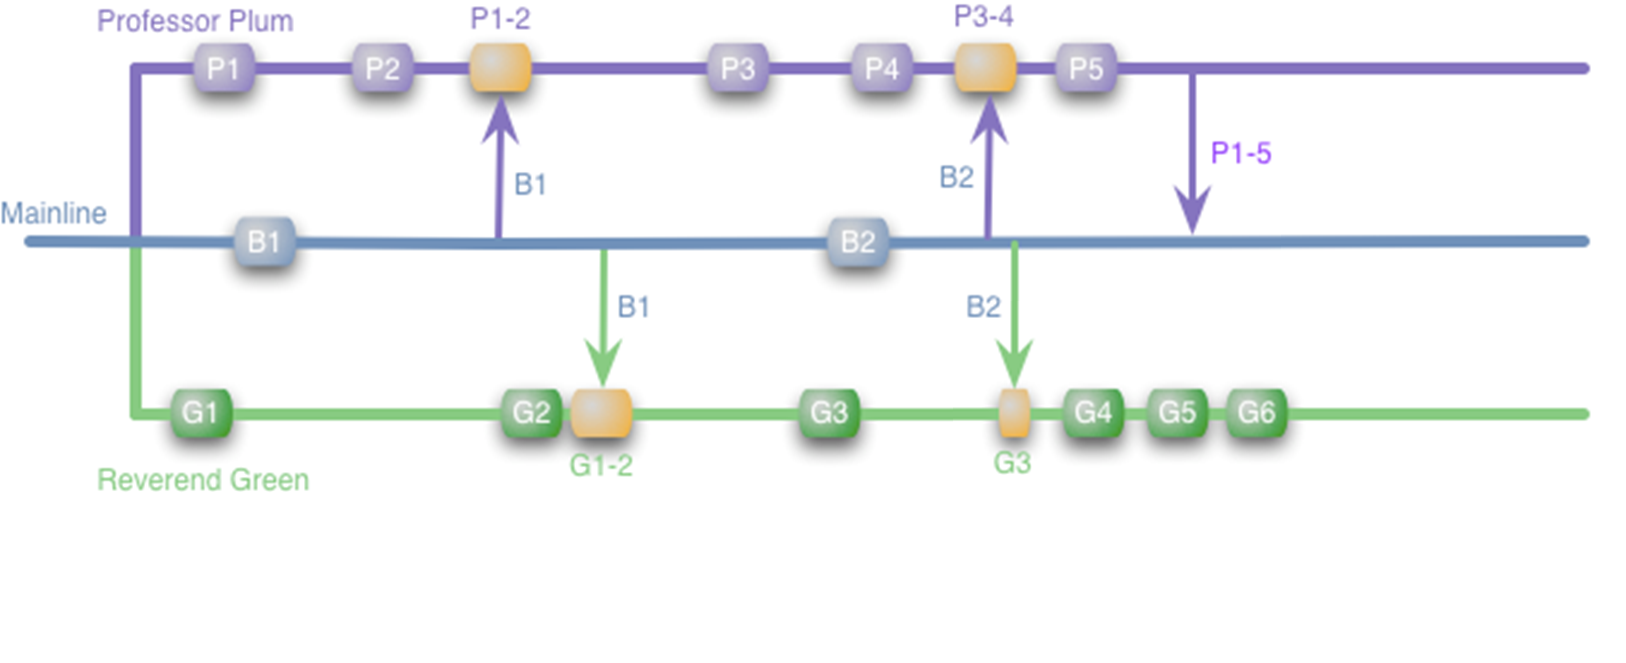 Professor Plum
P1-2
P3-4
P1
P2
P3
P4
P5
P1-5
B1
B2
Mainline
B1
B2
B1
B2
G1
G2
G3
G4
G5
G6
G1-2
G3
Reverend Green